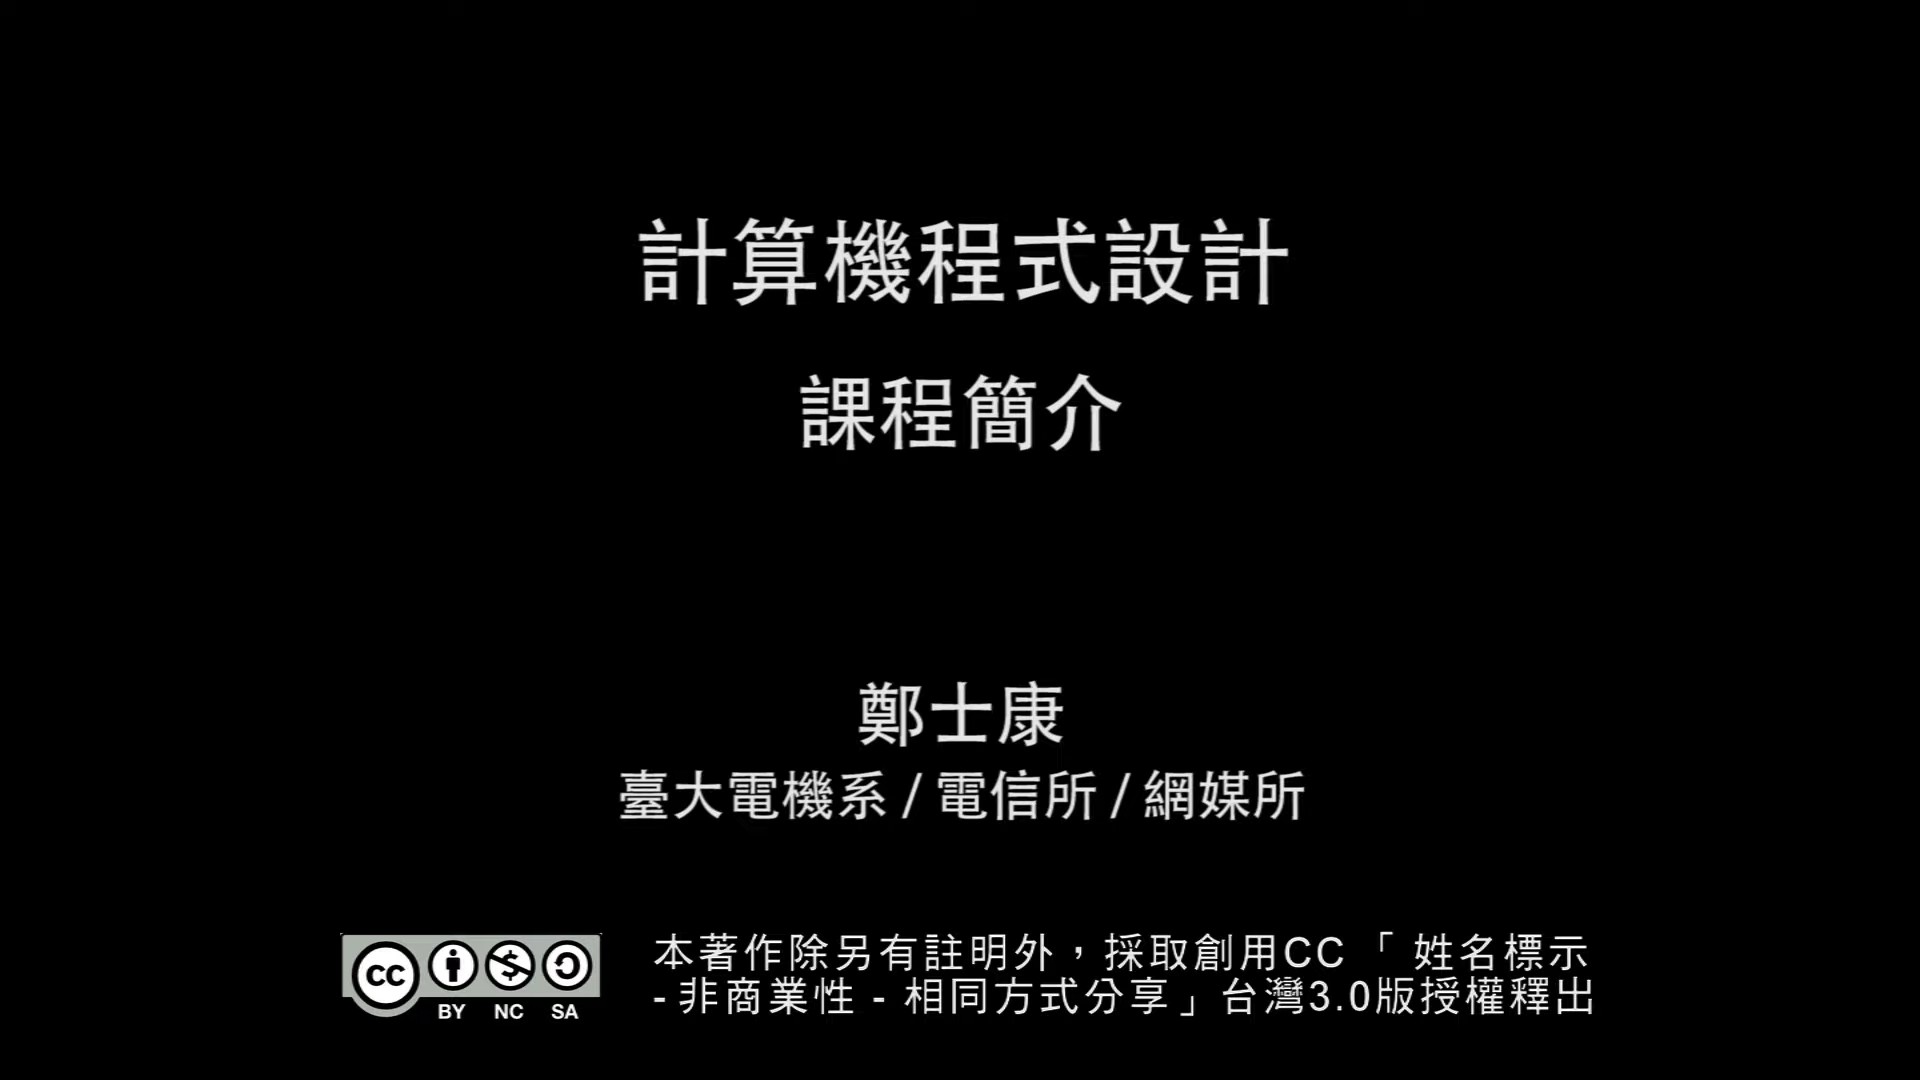 計算機程式設計
課程簡介
鄭士康
臺大電機系 / 電信所 / 網媒所
cc BY NC SA
本著作除另有註明外，採取創用CC「 姓名標示
- 非商業性 - 相同方式分享」台灣3.0版授權釋出